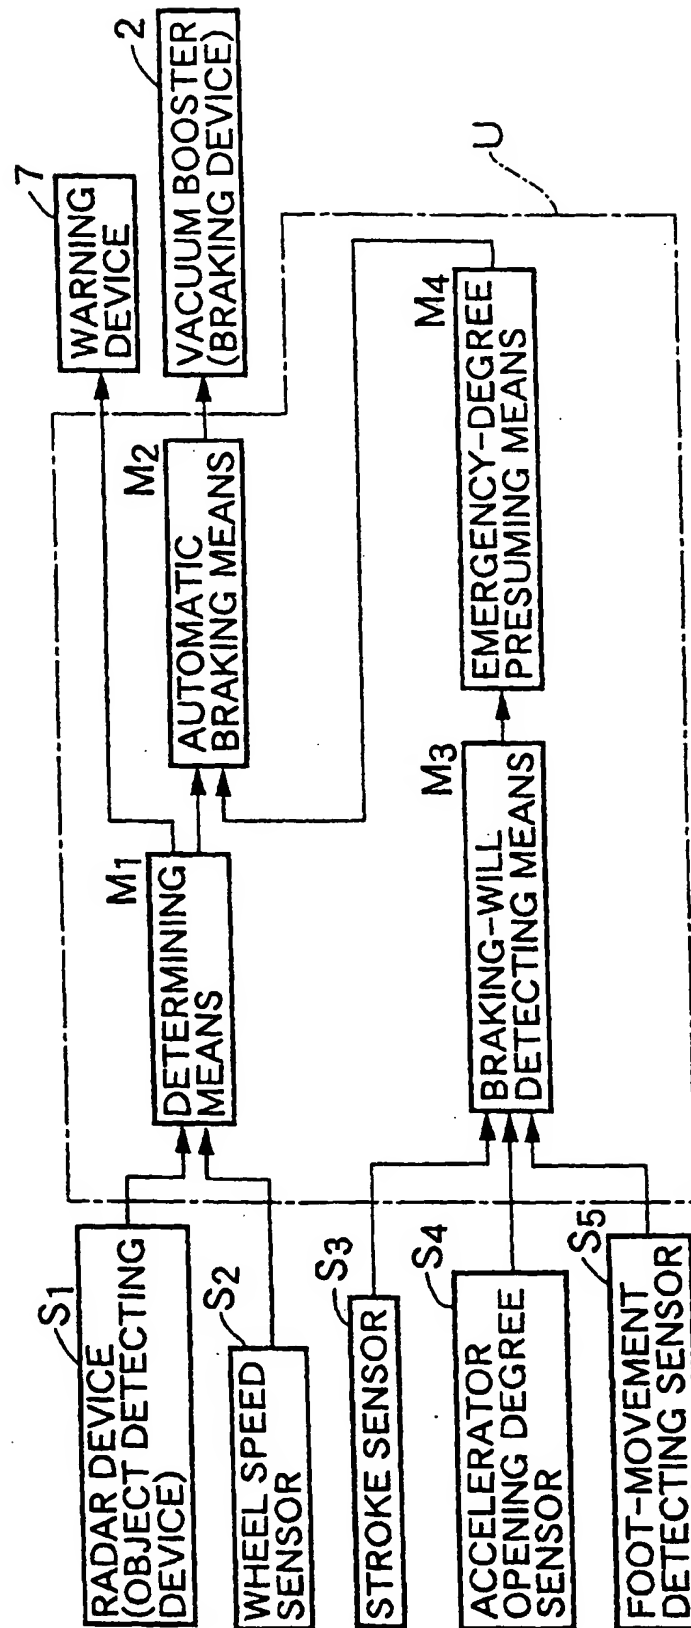 S1
RADAR DEVICE
(OBJECT DETECTING
DEVICE)
S2
WHEEL SPEED
SENSOR
S3
STROKE SENSOR
S4
ACCELERATOR
OPENING DEGREE
SENSOR
S5
FOOT-MOVEMENT
DETECTING SENSOR
M1
DETERMINING
MEANS
M2
AUTOMATIC
BRAKING MEANS
M3
BRAKING-WILL
DETECTING MEANS
M4
EMERGENCY-DEGREE
PRESUMING MEANS
7
WARNING
DEVICE
2
VACUUM BOOSTER
(BRAKING DEVICE)
U